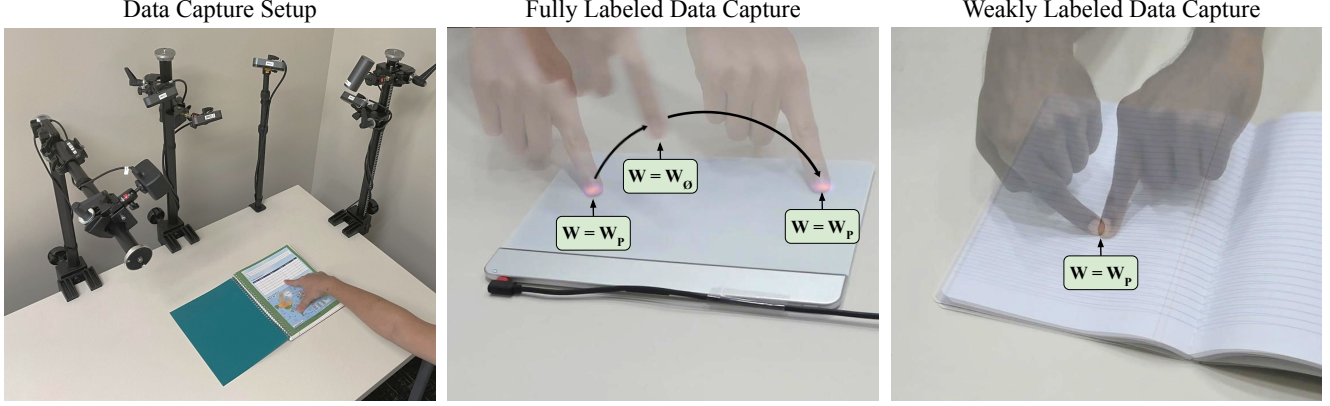 Data Capture Setup
Fully Labeled Data Capture
Weakly Labeled Data Capture
W = W_Ø
W = W_P
W = W_P
W = W_P